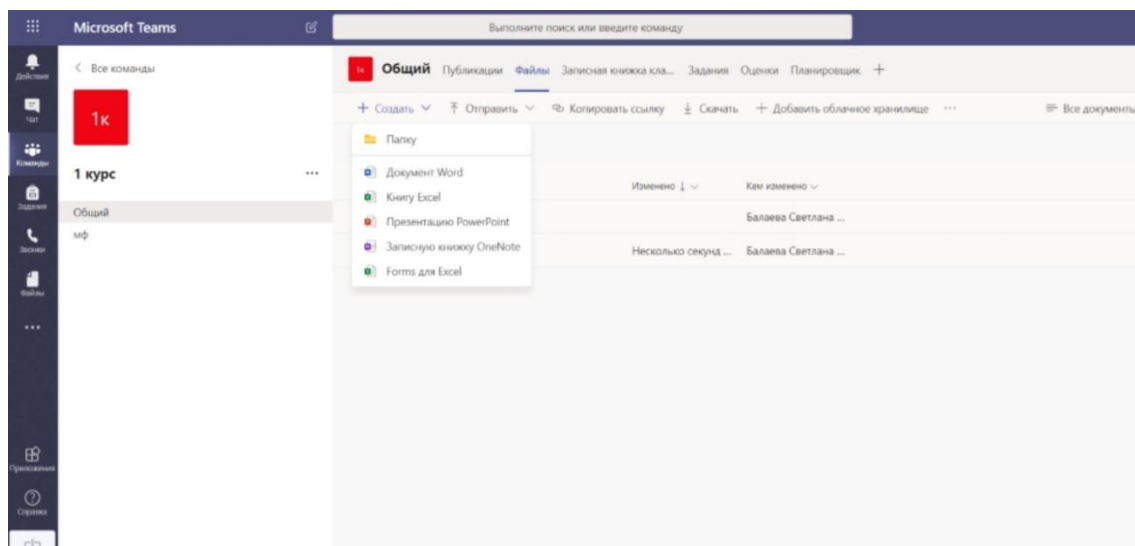 Microsoft Teams
Выполните поиск или введите команду
Действия
Чат
Команды
Задания
Звонки
Файлы
Приложения
Справка
Все команды
1к
1 курс
Общий
мф
1к Общий Публикации Файлы Записная книжка кла... Задания Оценки Планировщик +
+ Создать Отправить Копировать ссылку Скачать + Добавить облачное хранилище ... Все документы
Папку
Документ Word
Книгу Excel
Презентацию PowerPoint
Записную книжку OneNote
Forms для Excel
Изменено ↓ Кем изменено
Балаева Светлана ...
Несколько секунд ... Балаева Светлана ...